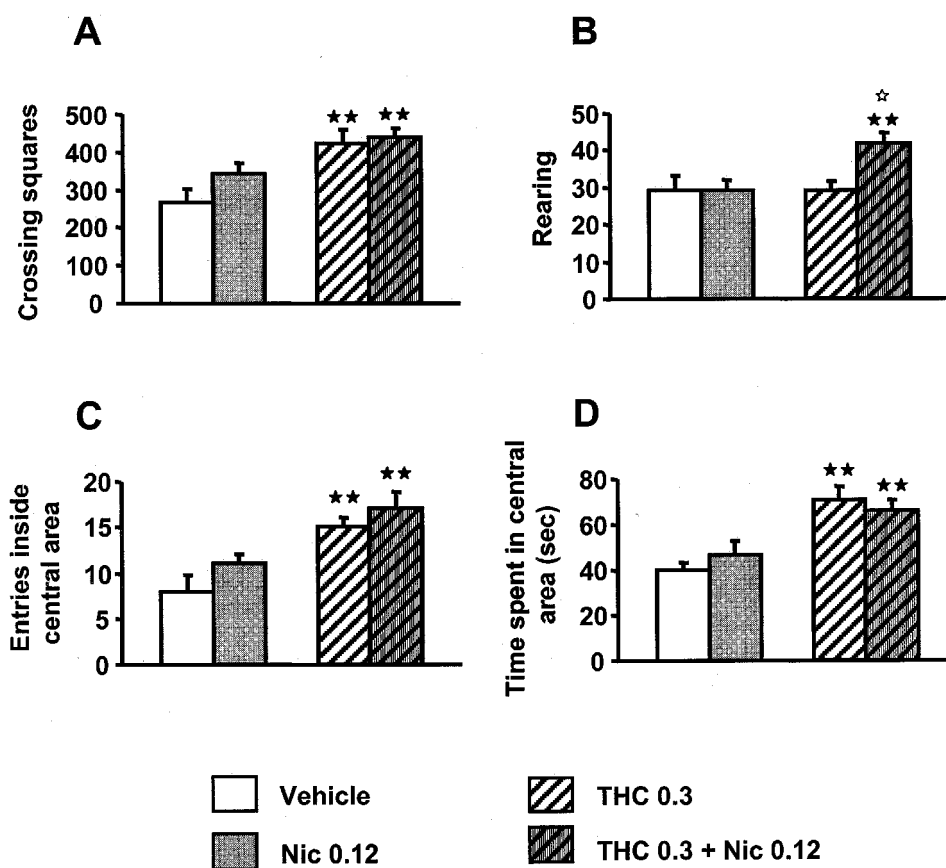 A
Crossing squares
500
400
300
200
100
0
★★
★★
B
Rearing
50
40
30
20
10
0
☆
★★
C
Entries inside
central area
20
15
10
5
0
★★
★★
D
Time spent in central
area (sec)
80
60
40
20
0
★★
★★
Vehicle
Nic 0.12
THC 0.3
THC 0.3 + Nic 0.12